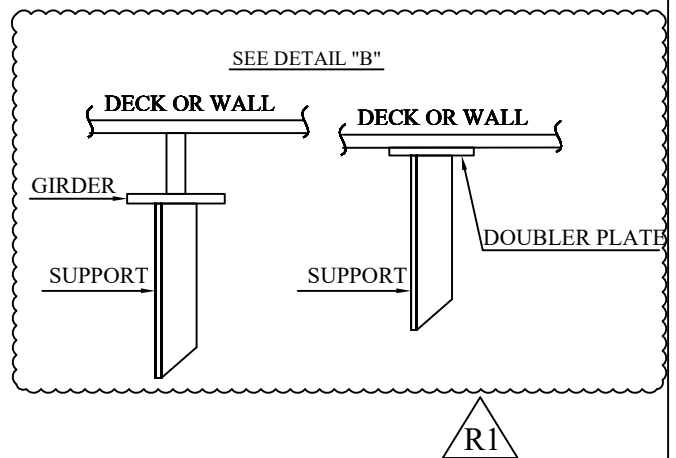 SEE DETAIL "B"
DECK OR WALL
DECK OR WALL
GIRDER
DOUBLER PLATE
SUPPORT
SUPPORT
R1